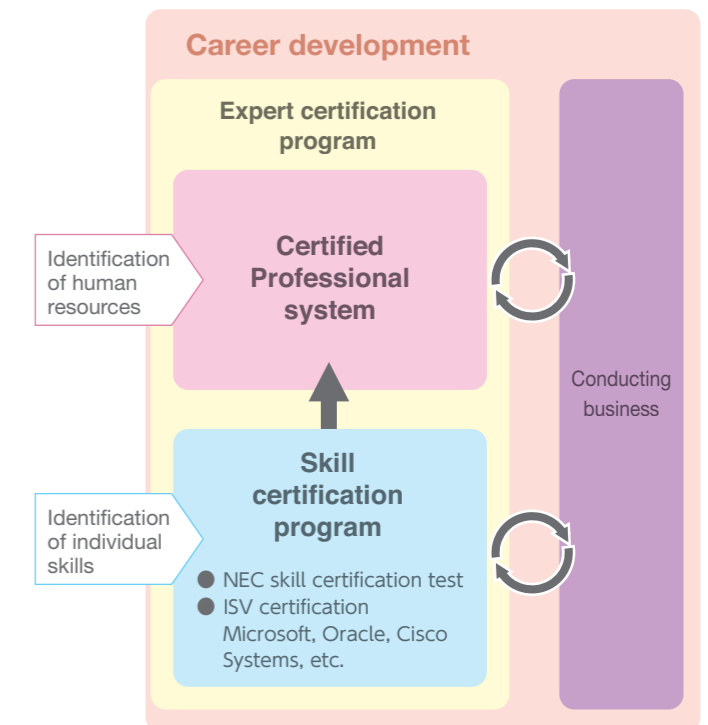 Career development
Expert certification
program
Certified
Professional
system
Identification
of human
resources
Conducting
business
Skill
certification
program
Identification
of individual
skills
● NEC skill certification test
● ISV certification
Microsoft, Oracle, Cisco
Systems, etc.